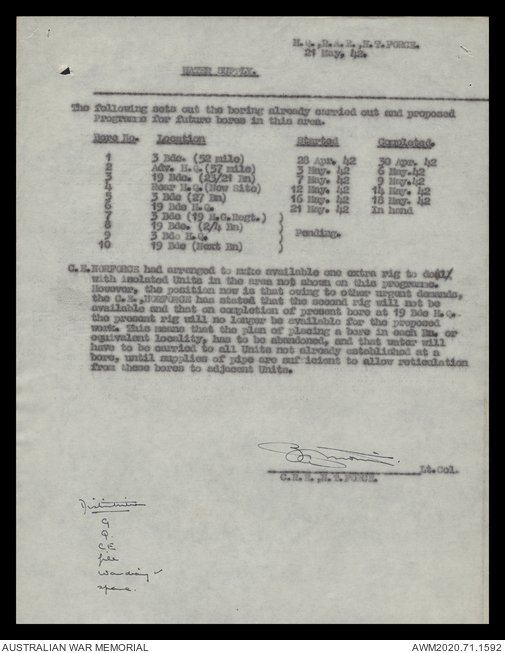 H.Q., R.A.E., N.T.FORCE.
21 May, 42.
WATER SUPPLY.
The following sets out the boring already carried out and proposed
Programme for future bores in this area.
Bore No. Location Started Completed.
1 3 Bde. (52 mile) 28 Apr. 42 30 Apr. 42
2 Adv. H.Q. (57 mile) 3 May. 42 6 May. 42
3 19 Bde. (23/21 Bn) 7 May. 42 9 May. 42
4 Rear H.Q. (New Site) 12 May. 42 14 May. 42
5 3 Bde (27 Bn) 16 May. 42 18 May. 42
6 19 Bde H.Q. 21 May. 42 In hand
7 3 Bde (19 M.G.Regt.)
8 19 Bde. (2/4 Bn)
9 3 Bde H.Q. Pending.
10 19 Bde (Next Bn)
C.E. NORFORCE had arranged to make available one extra rig to deal/
with isolated Units in the area not shown on this programme.
However, the position now is that owing to other urgent demands,
the C.E., NORFORCE has stated that the second rig will not be
available and that on completion of present bore at 19 Bde H.Q.
the present rig will no longer be available for the proposed
work. This means that the plan of placing a bore in each Bn. or
equivalent locality, has to be abandoned, and that water will
have to be carried to all Units not already established at a
bore, until supplies of pipe are sufficient to allow reticulation
from these bores to adjacent Units.
Lt.Col.
C.R.E., N.T.FORCE.
Distribution
G
Q.
CE
file
War diary ✓
spare.
AUSTRALIAN WAR MEMORIAL
AWM2020.71.1592